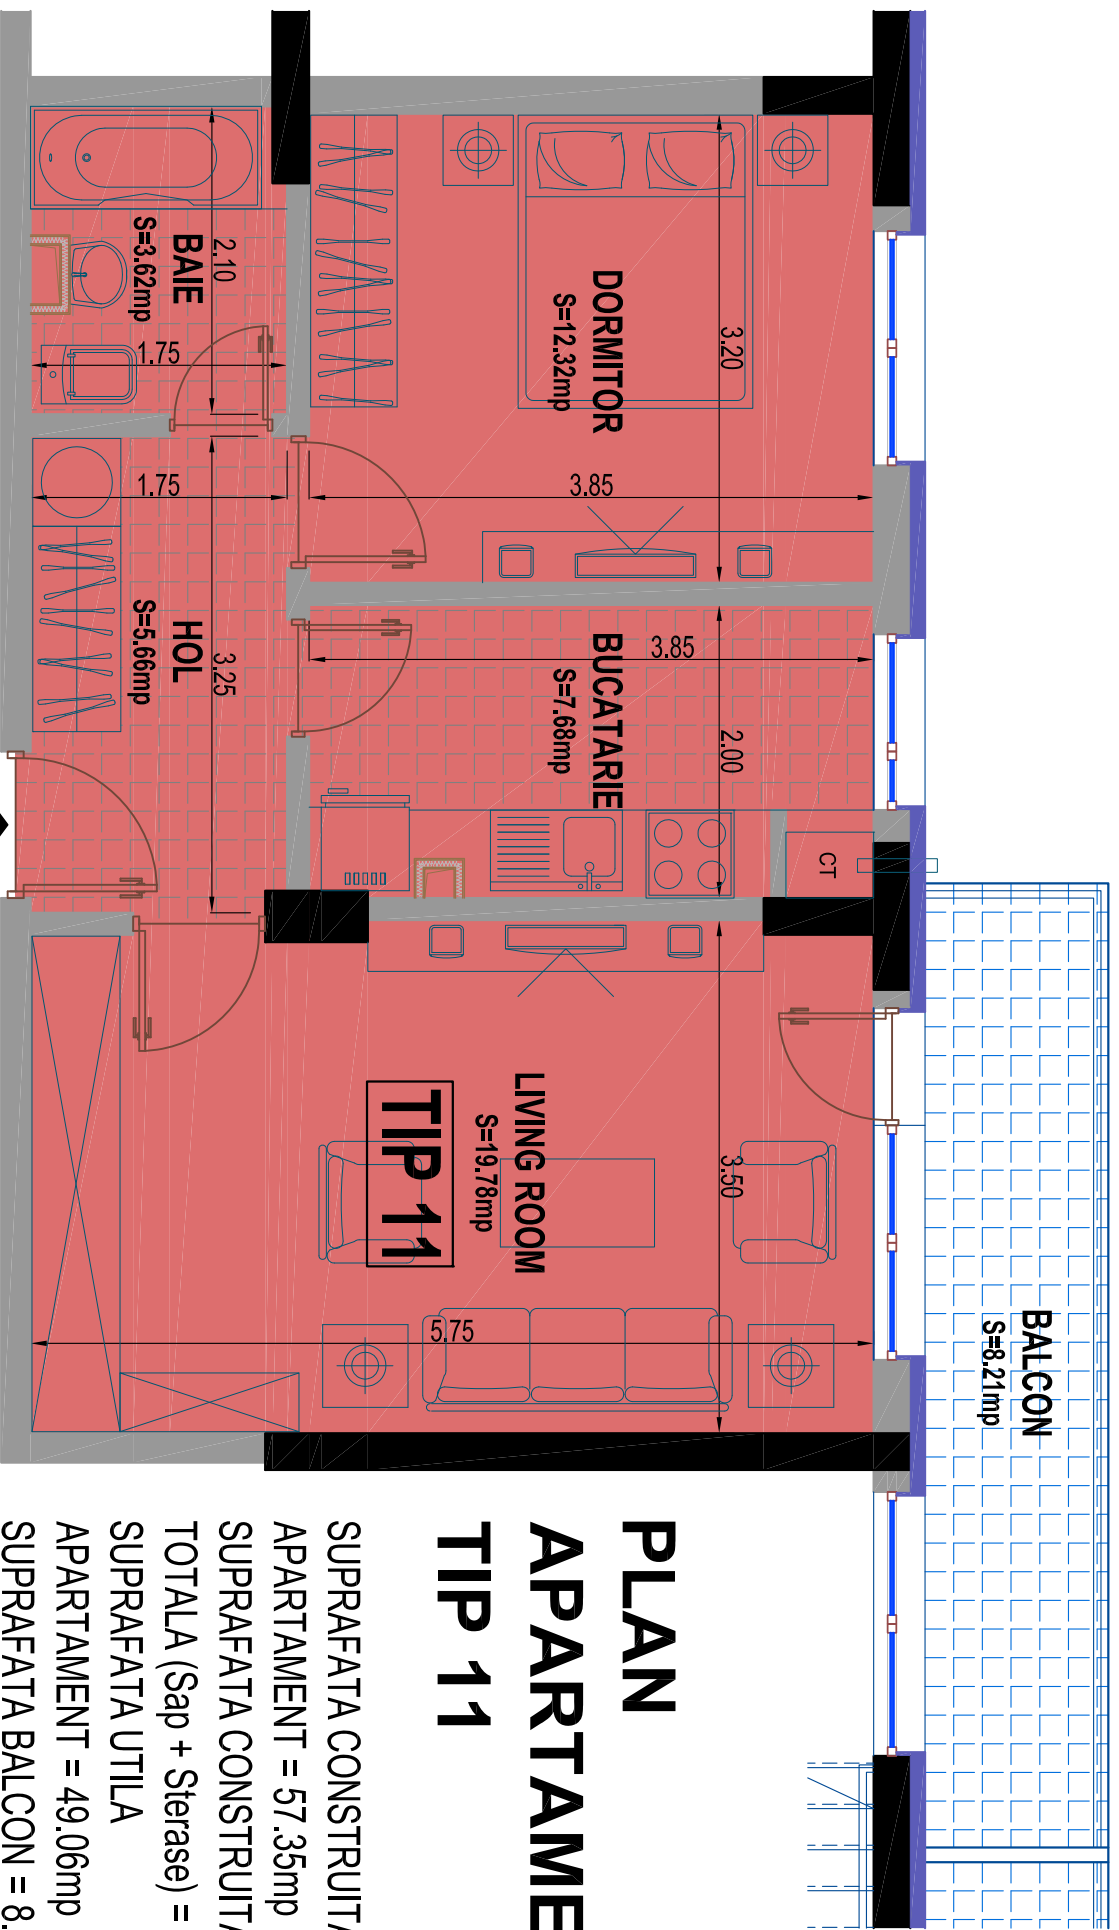 BAIE
S=3.62mp
2.10
1.75
DORMITOR
S=12.32mp
3.20
3.85
HOL
S=5.66mp
1.75
3.25
BUCATARIE
S=7.68mp
3.85
2.00
CT
LIVING ROOM
S=19.78mp
TIP 11
3.50
5.75
BALCON
S=8.21mp
PLAN
APARTAME
TIP 11
SUPRAFATA CONSTRUITA
APARTAMENT = 57.35mp
SUPRAFATA CONSTRUITA
TOTALA (Sap + Sterase) =
SUPRAFATA UTILA
APARTAMENT = 49.06mp
SUPRAFATA BALCON = 8.